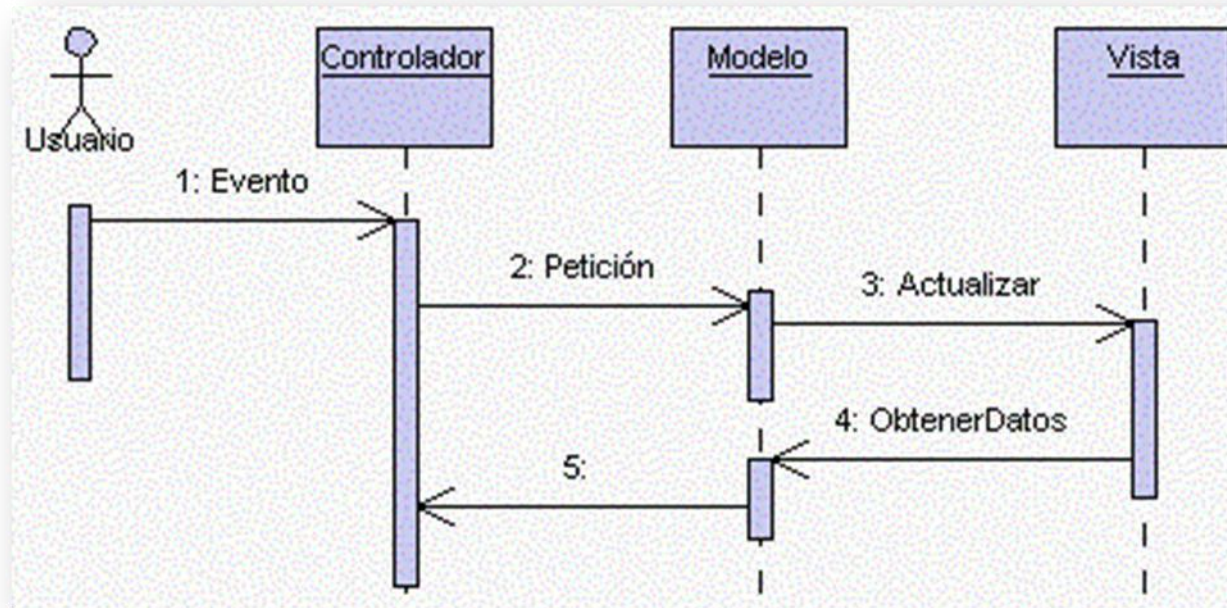 Controlador
Modelo
Vista
Usuario
1: Evento
2: Petición
3: Actualizar
4: ObtenerDatos
5: